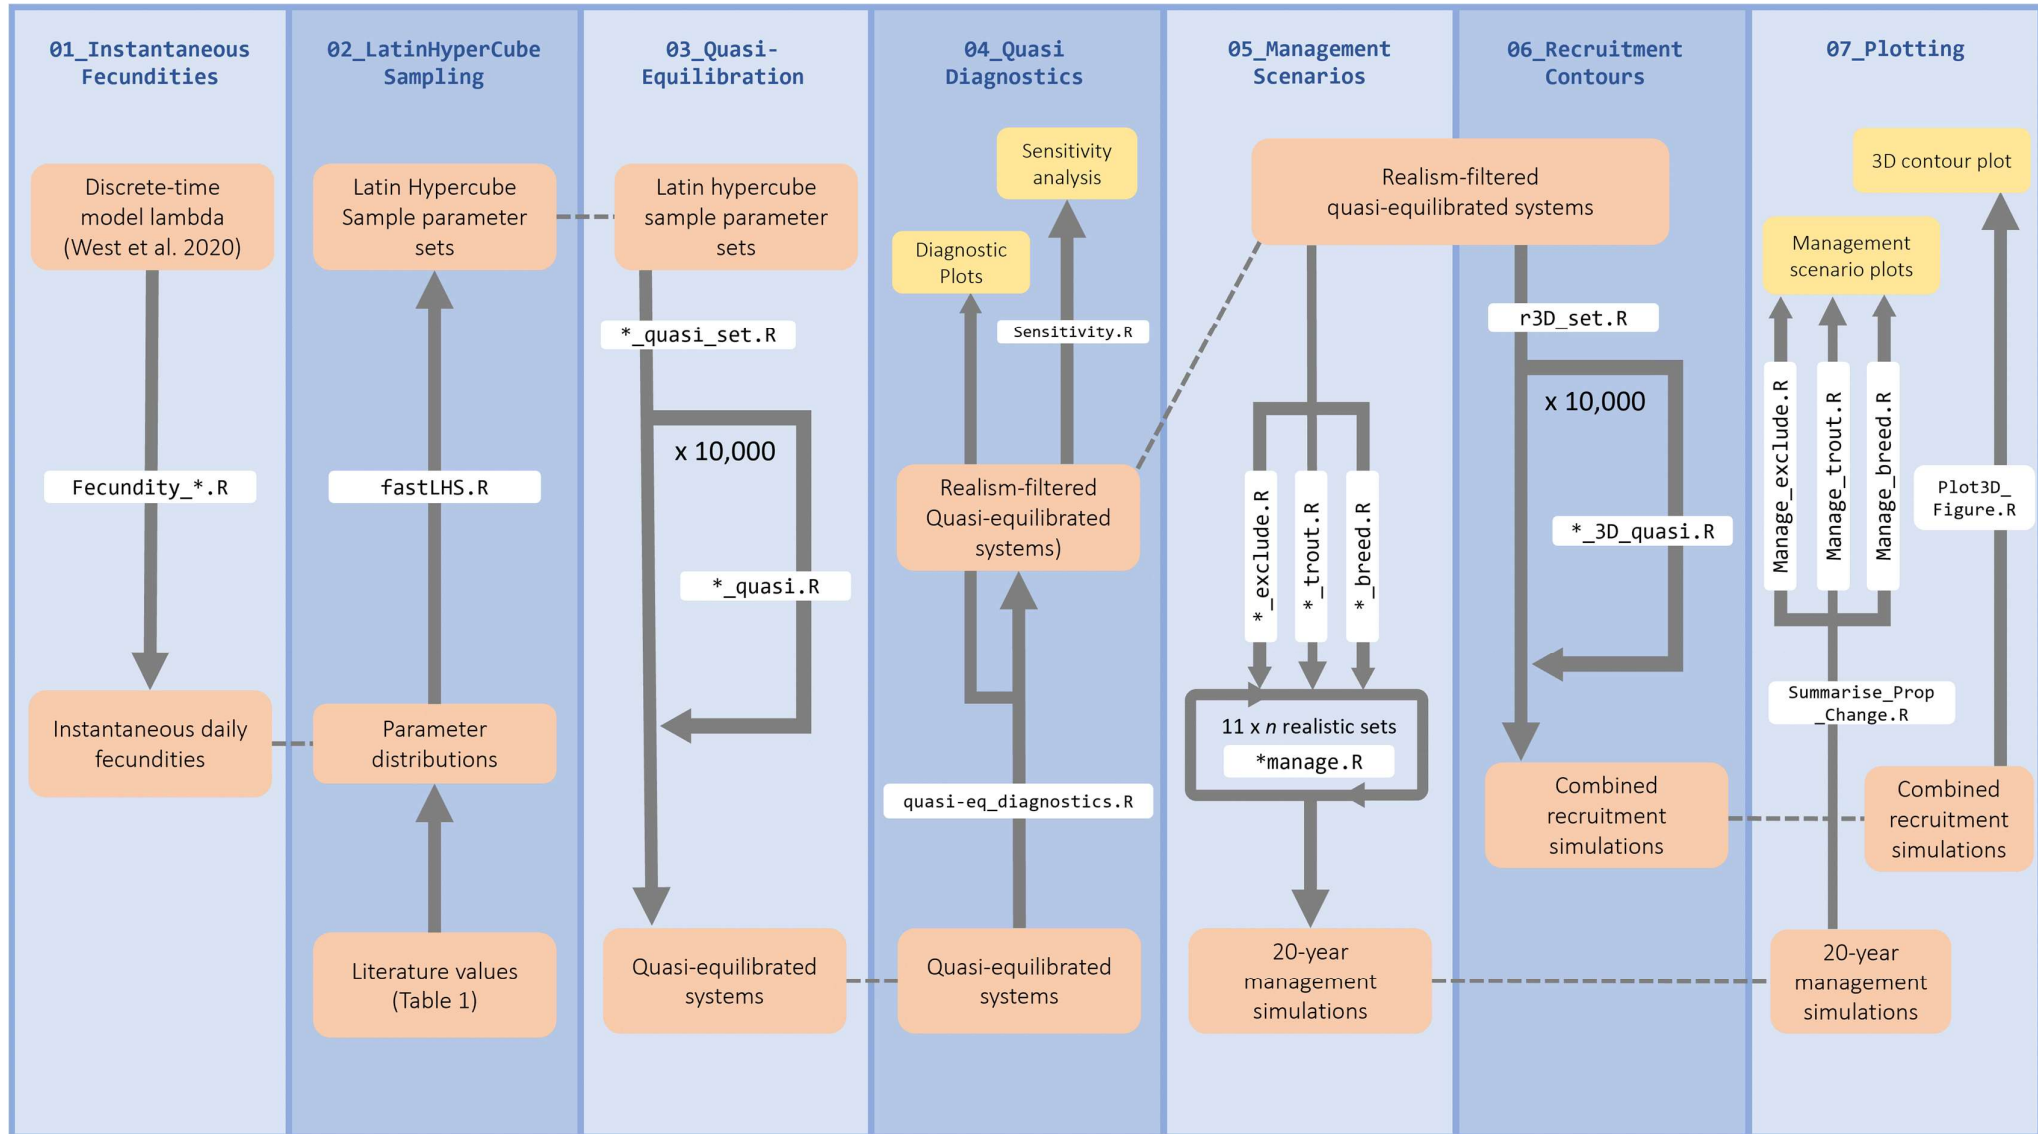 01_Instantaneous
Fecundities
Discrete-time
model lambda
(West et al. 2020)
Fecundity_*.R
Instantaneous daily
fecundities
02_LatinHyperCube
Sampling
Latin Hypercube
Sample parameter
sets
fastLHS.R
Parameter
distributions
Literature values
(Table 1)
03_Quasi-
Equilibration
Latin hypercube
sample parameter
sets
*_quasi_set.R
x 10,000
*_quasi.R
Quasi-equilibrated
systems
04_Quasi
Diagnostics
Sensitivity
analysis
Diagnostic
Plots
Sensitivity.R
Realism-filtered
Quasi-equilibrated
systems)
quasi-eq_diagnostics.R
Quasi-equilibrated
systems
05_Management
Scenarios
Realism-filtered
quasi-equilibrated systems
*_exclude.R
*_trout.R
*_breed.R
11 x n realistic sets
*manage.R
20-year
management
simulations
06_Recruitment
Contours
r3D_set.R
x 10,000
*_3D_quasi.R
Combined
recruitment
simulations
07_Plotting
3D contour plot
Management
scenario plots
Manage_exclude.R
Manage_trout.R
Manage_breed.R
Plot3D_
Figure.R
Summarise_Prop
_Change.R
Combined
recruitment
simulations
20-year
management
simulations